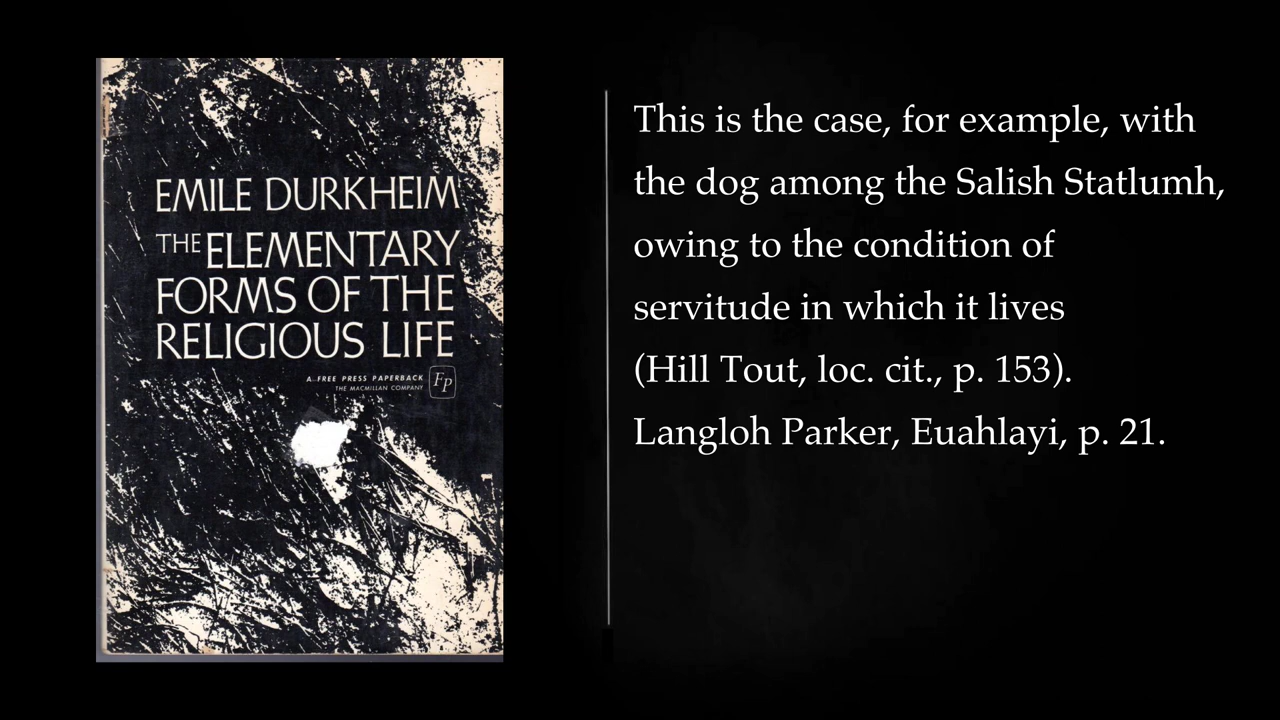 EMILE DURKHEIM
THE ELEMENTARY
FORMS OF THE
RELIGIOUS LIFE
A FREE PRESS PAPERBACK
THE MACMILLAN COMPANY
FP
This is the case, for example, with
the dog among the Salish Statlumh,
owing to the condition of
servitude in which it lives
(Hill Tout, loc. cit., p. 153).
Langloh Parker, Euahlayi, p. 21.